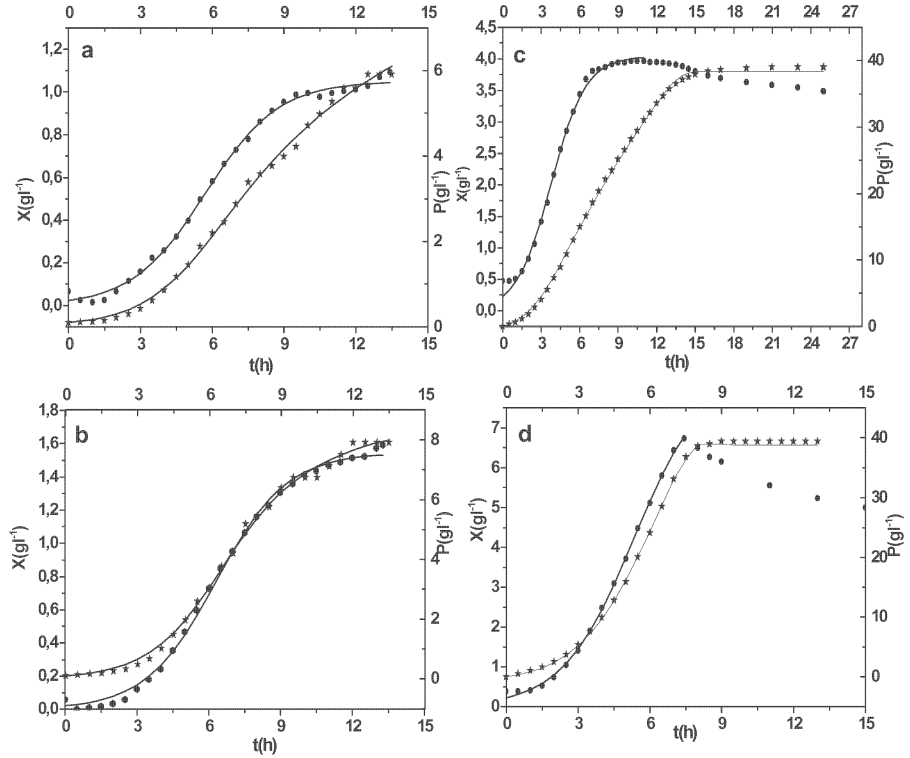 0 3 6 9 12 15
a
1,2
1,0
0,8
0,6
0,4
0,2
0,0
X(gl⁻¹)
6
4
2
0
P(gl⁻¹)
0 3 6 9 12 15
t(h)
0 3 6 9 12 15 18 21 24 27
c
4,5
4,0
3,5
3,0
2,5
2,0
1,5
1,0
0,5
0,0
X(gl⁻¹)
40
30
20
10
0
P(gl⁻¹)
0 3 6 9 12 15 18 21 24 27
t(h)
0 3 6 9 12 15
b
1,8
1,6
1,4
1,2
1,0
0,8
0,6
0,4
0,2
0,0
X(gl⁻¹)
8
6
4
2
0
P(gl⁻¹)
0 3 6 9 12 15
t(h)
0 3 6 9 12 15
d
7
6
5
4
3
2
1
0
X(gl⁻¹)
40
30
20
10
0
P(gl⁻¹)
0 3 6 9 12 15
t(h)